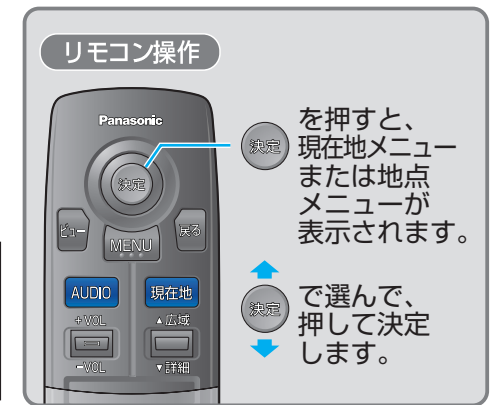 リモコン操作
Panasonic
決定
ビュー
戻る
MENU
AUDIO
現在地
+VOL
▲広域
−VOL
▼詳細
決定 を押すと、
現在地メニュー
または地点
メニューが
表示されます。
決定 で選んで、
押して決定
します。